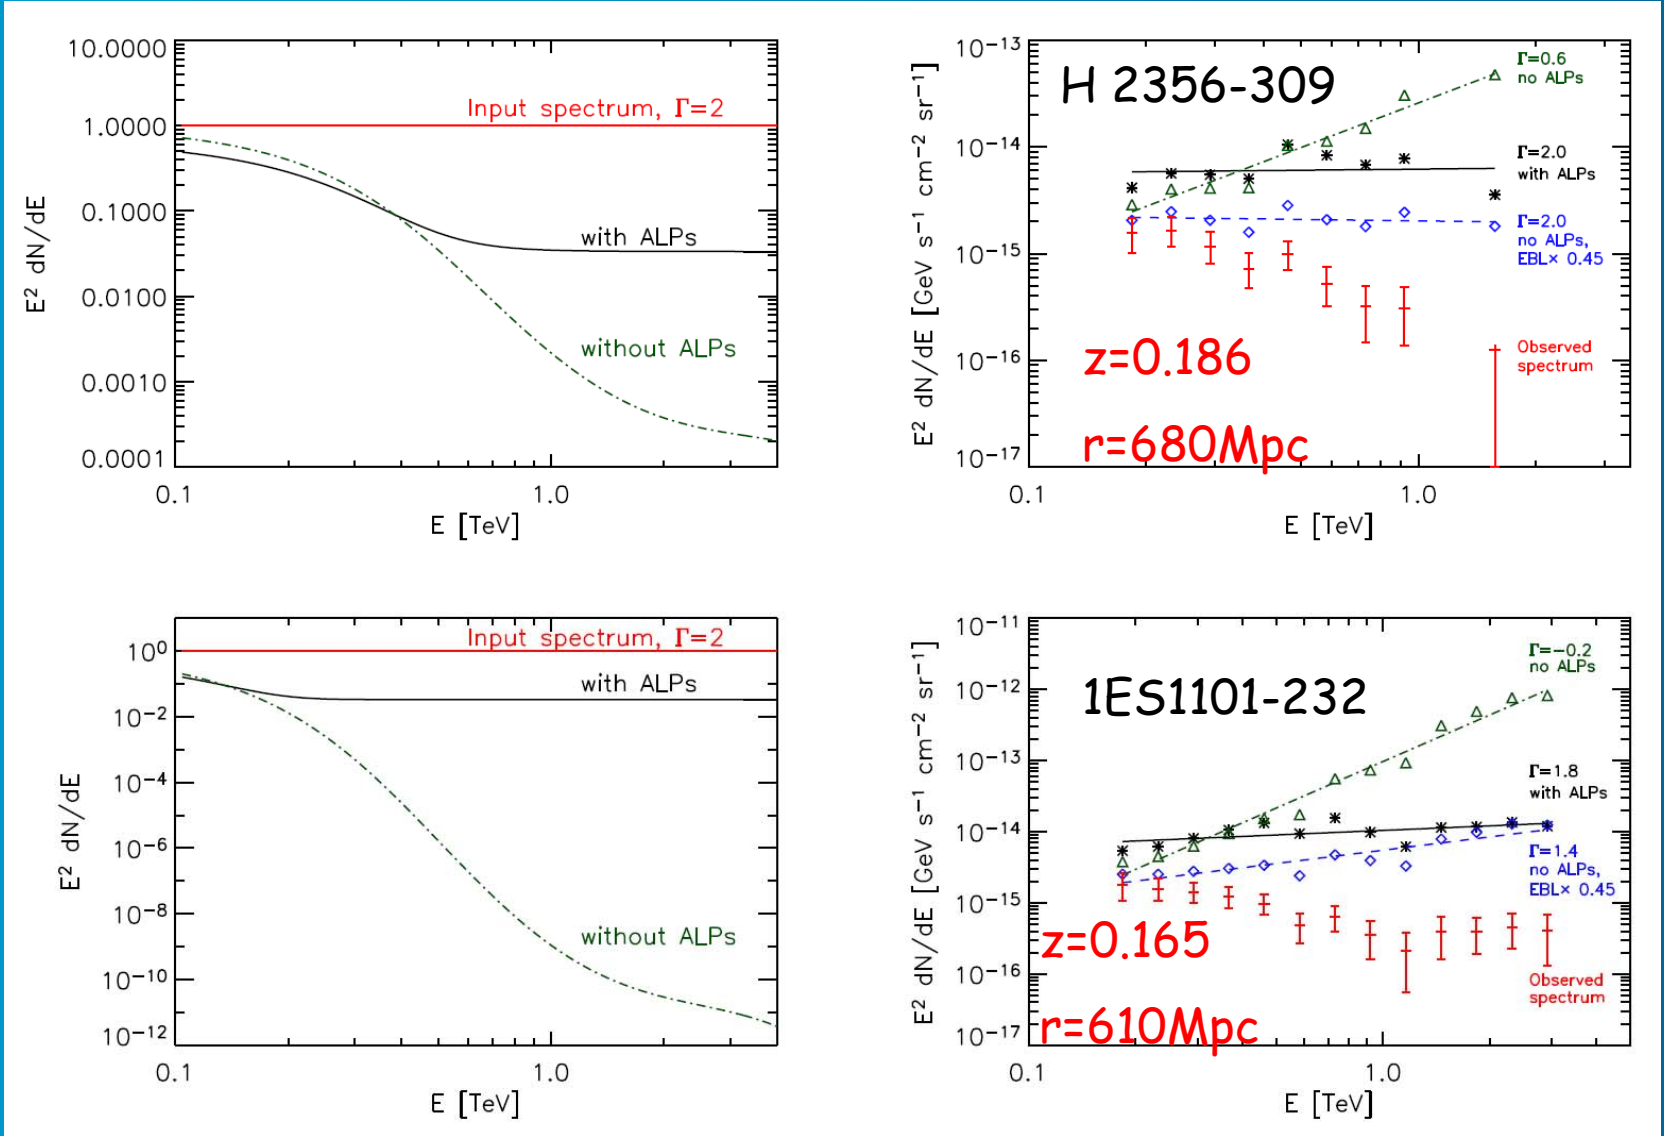 10.0000
1.0000
0.1000
0.0100
0.0010
0.0001
E² dN/dE
Input spectrum, Γ=2
with ALPs
without ALPs
0.1
1.0
E [TeV]
10⁻¹³
10⁻¹⁴
10⁻¹⁵
10⁻¹⁶
10⁻¹⁷
E² dN/dE [GeV s⁻¹ cm⁻² sr⁻¹]
H 2356-309
Γ=0.6
no ALPs
Γ=2.0
with ALPs
Γ=2.0
no ALPs,
EBL× 0.45
z=0.186
Observed
spectrum
r=680Mpc
0.1
1.0
E [TeV]
10⁰
10⁻²
10⁻⁴
10⁻⁶
10⁻⁸
10⁻¹⁰
10⁻¹²
E² dN/dE
Input spectrum, Γ=2
with ALPs
without ALPs
0.1
1.0
E [TeV]
10⁻¹¹
10⁻¹²
10⁻¹³
10⁻¹⁴
10⁻¹⁵
10⁻¹⁶
10⁻¹⁷
E² dN/dE [GeV s⁻¹ cm⁻² sr⁻¹]
Γ=−0.2
no ALPs
1ES1101-232
Γ=1.8
with ALPs
Γ=1.4
no ALPs,
EBL× 0.45
z=0.165
Observed
spectrum
r=610Mpc
0.1
1.0
E [TeV]